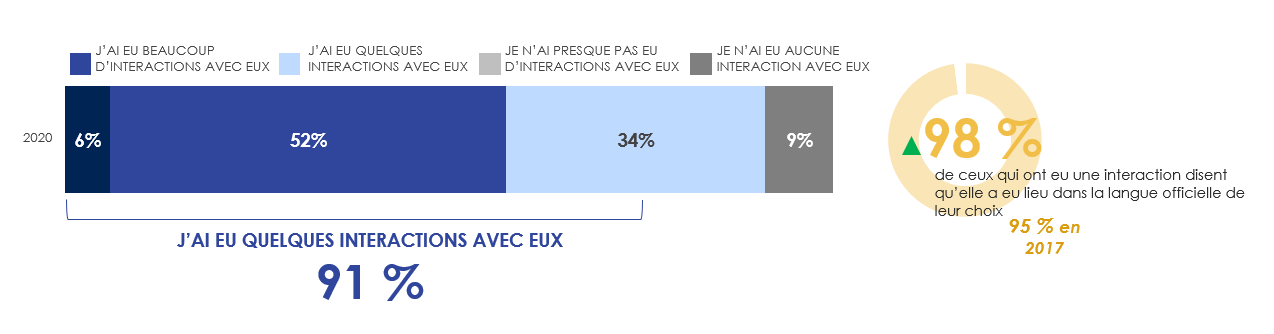 J'AI EU BEAUCOUP
D'INTERACTIONS AVEC EUX
J'AI EU QUELQUES
INTERACTIONS AVEC EUX
JE N'AI PRESQUE PAS EU
D'INTERACTIONS AVEC EUX
JE N'AI EU AUCUNE
INTERACTION AVEC EUX
2020
6%
52%
34%
9%
J'AI EU QUELQUES INTERACTIONS AVEC EUX
91 %
98 %
de ceux qui ont eu une interaction disent
qu'elle a eu lieu dans la langue officielle de
leur choix
95 % en
2017